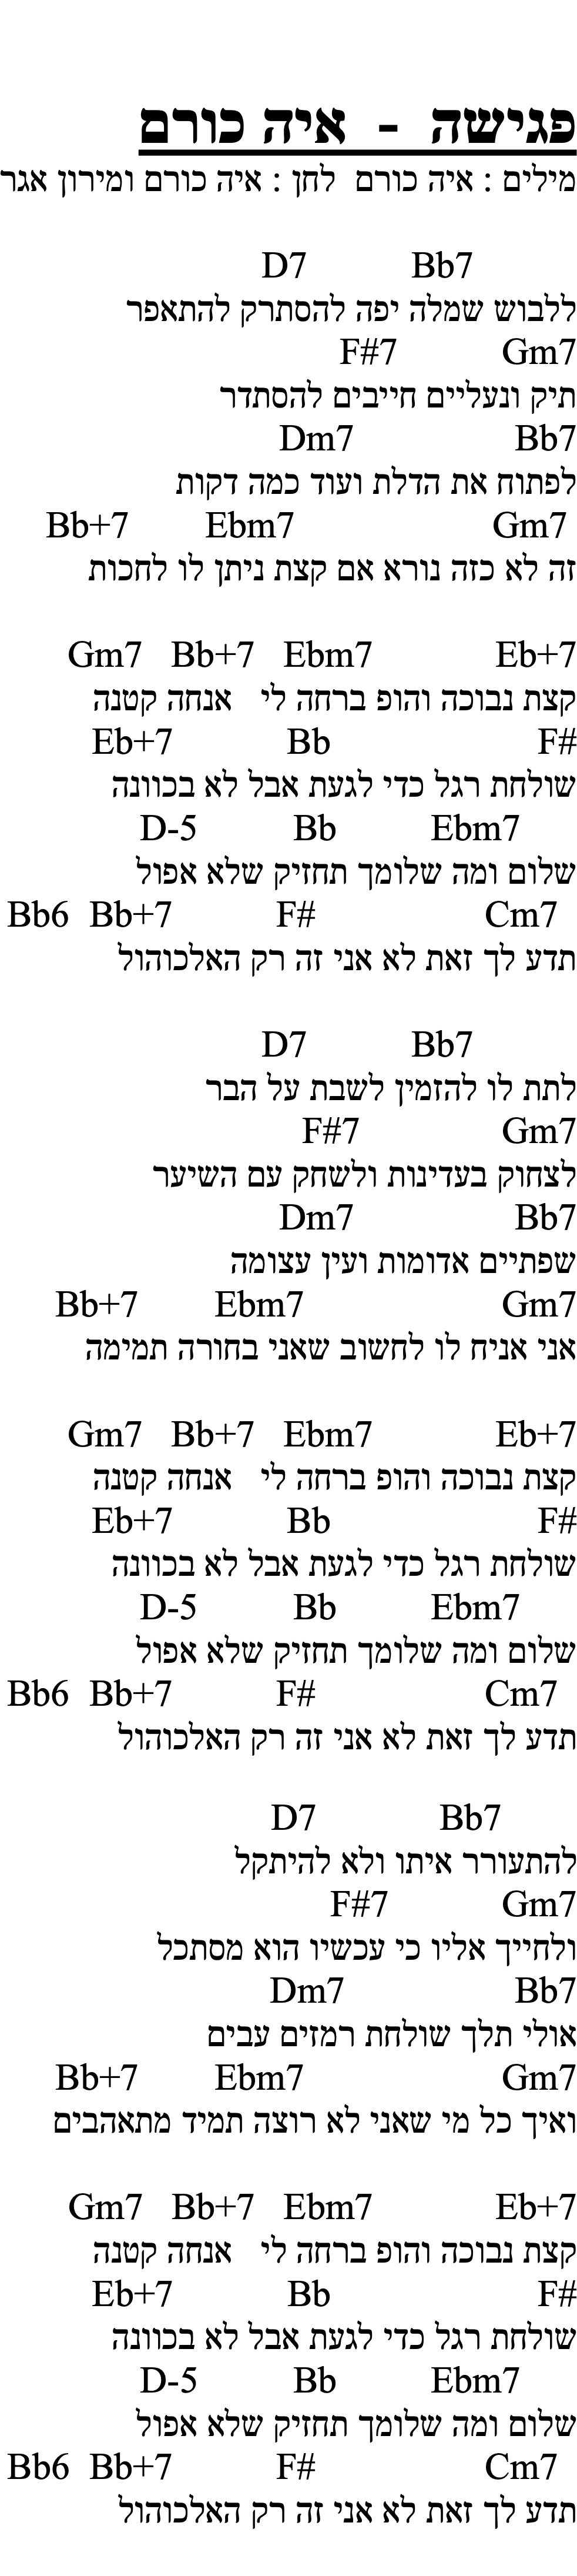 פגישה - איה כורם
מילים : איה כורם לחן : איה כורם ומירון אגר
D7 Bb7
ללבוש שמלה יפה להסתרק להתאפר
F#7 Gm7
תיק ונעליים חייבים להסתדר
Dm7 Bb7
לפתוח את הדלת ועוד כמה דקות
Bb+7 Ebm7 Gm7
זה לא כזה נורא אם קצת ניתן לו לחכות
Gm7 Bb+7 Ebm7 Eb+7
קצת נבוכה והופ ברחה לי אנחה קטנה
Eb+7 Bb F#
שולחת רגל כדי לגעת אבל לא בכוונה
D-5 Bb Ebm7
שלום ומה שלומך תחזיק שלא אפול
Bb6 Bb+7 F# Cm7
תדע לך זאת לא אני זה רק האלכוהול
D7 Bb7
לתת לו להזמין לשבת על הבר
F#7 Gm7
לצחוק בעדינות ולשחק עם השיער
Dm7 Bb7
שפתיים אדומות ועין עצומה
Bb+7 Ebm7 Gm7
אני אניח לו לחשוב שאני בחורה תמימה
Gm7 Bb+7 Ebm7 Eb+7
קצת נבוכה והופ ברחה לי אנחה קטנה
Eb+7 Bb F#
שולחת רגל כדי לגעת אבל לא בכוונה
D-5 Bb Ebm7
שלום ומה שלומך תחזיק שלא אפול
Bb6 Bb+7 F# Cm7
תדע לך זאת לא אני זה רק האלכוהול
D7 Bb7
להתעורר איתו ולא להיתקל
F#7 Gm7
ולחייך אליו כי עכשיו הוא מסתכל
Dm7 Bb7
אולי תלך שולחת רמזים עבים
Bb+7 Ebm7 Gm7
ואיך כל מי שאני לא רוצה תמיד מתאהבים
Gm7 Bb+7 Ebm7 Eb+7
קצת נבוכה והופ ברחה לי אנחה קטנה
Eb+7 Bb F#
שולחת רגל כדי לגעת אבל לא בכוונה
D-5 Bb Ebm7
שלום ומה שלומך תחזיק שלא אפול
Bb6 Bb+7 F# Cm7
תדע לך זאת לא אני זה רק האלכוהול